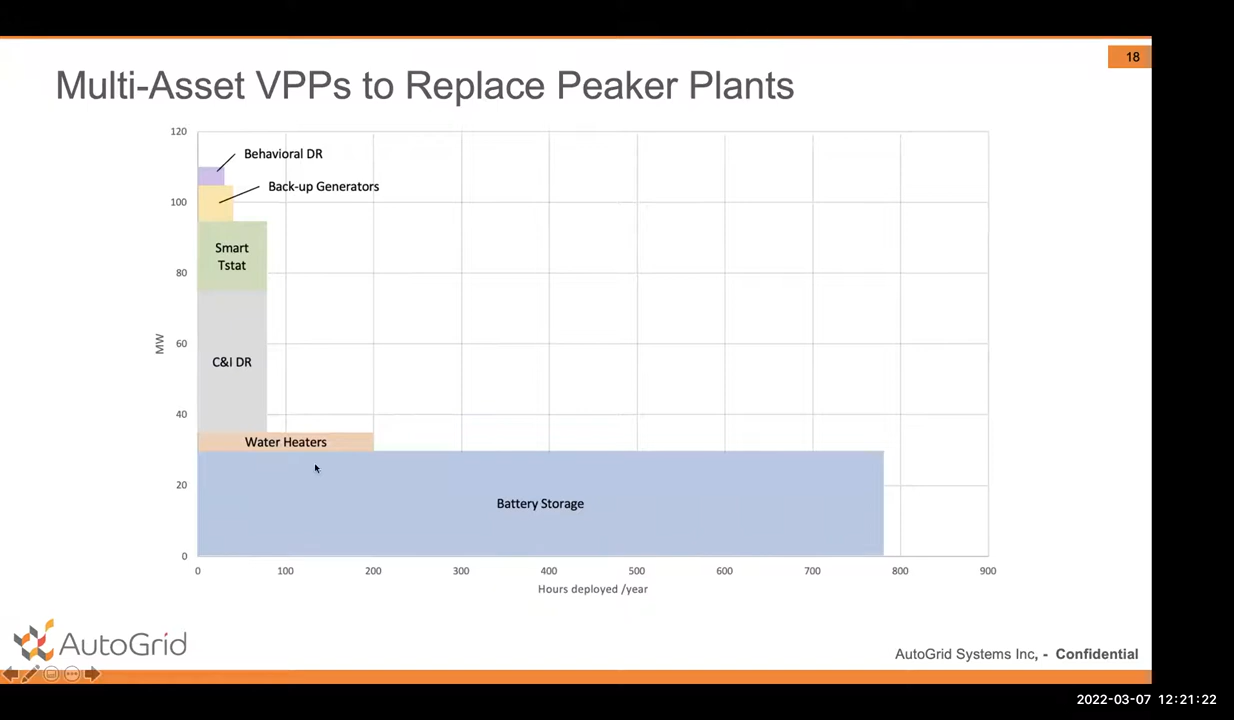 18
Multi-Asset VPPs to Replace Peaker Plants
120
Behavioral DR
Back-up Generators
100
Smart
Tstat
80
MW
60
C&I DR
40
Water Heaters
20
Battery Storage
0
0 100 200 300 400 500 600 700 800 900
Hours deployed /year
AutoGrid
AutoGrid Systems Inc, - Confidential
2022-03-07 12:21:22